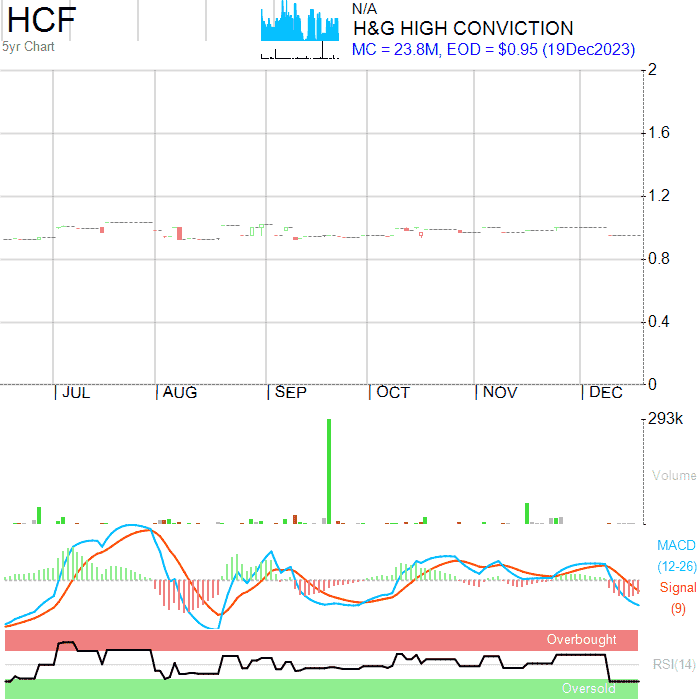 HCF
5yr Chart
N/A
H&G HIGH CONVICTION
MC = 23.8M, EOD = $0.95 (19Dec2023)
2
1.6
1.2
0.8
0.4
0
JUL AUG SEP OCT NOV DEC
293k
Volume
MACD
(12-26)
Signal
(9)
Overbought
RSI(14)
Oversold